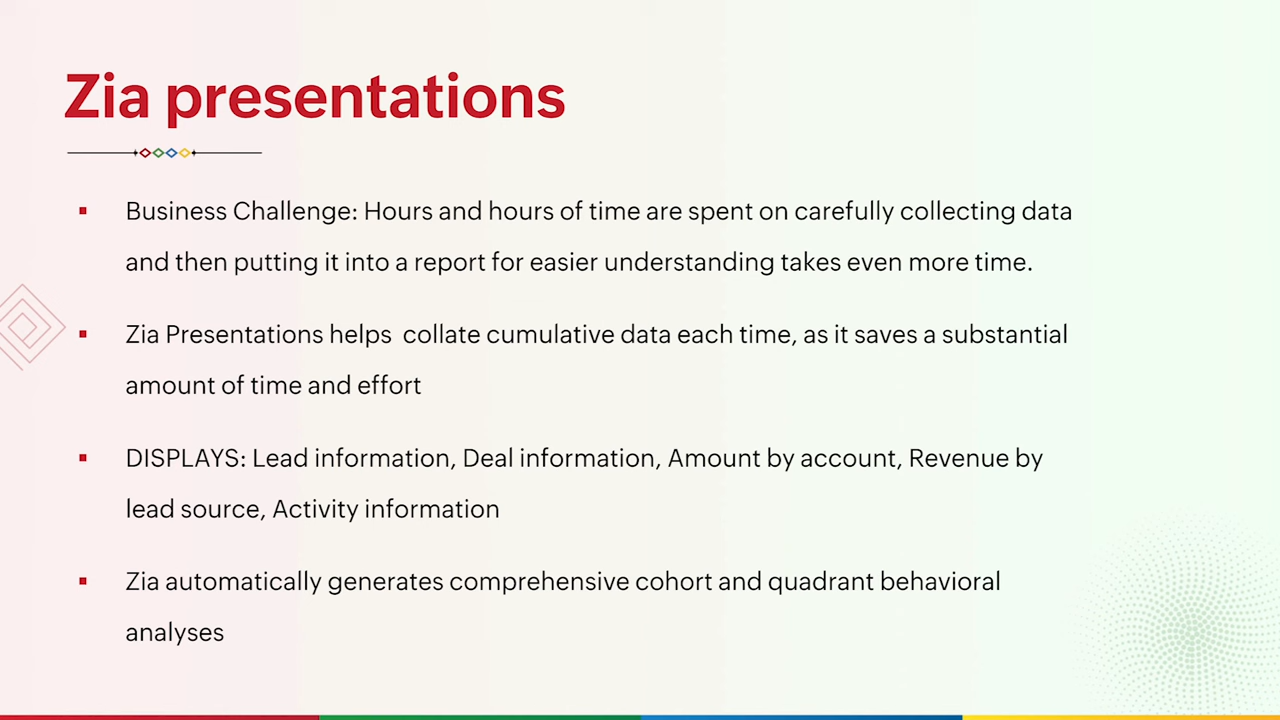 Zia presentations
Business Challenge: Hours and hours of time are spent on carefully collecting data
and then putting it into a report for easier understanding takes even more time.
Zia Presentations helps  collate cumulative data each time, as it saves a substantial
amount of time and effort
DISPLAYS: Lead information, Deal information, Amount by account, Revenue by
lead source, Activity information
Zia automatically generates comprehensive cohort and quadrant behavioral
analyses